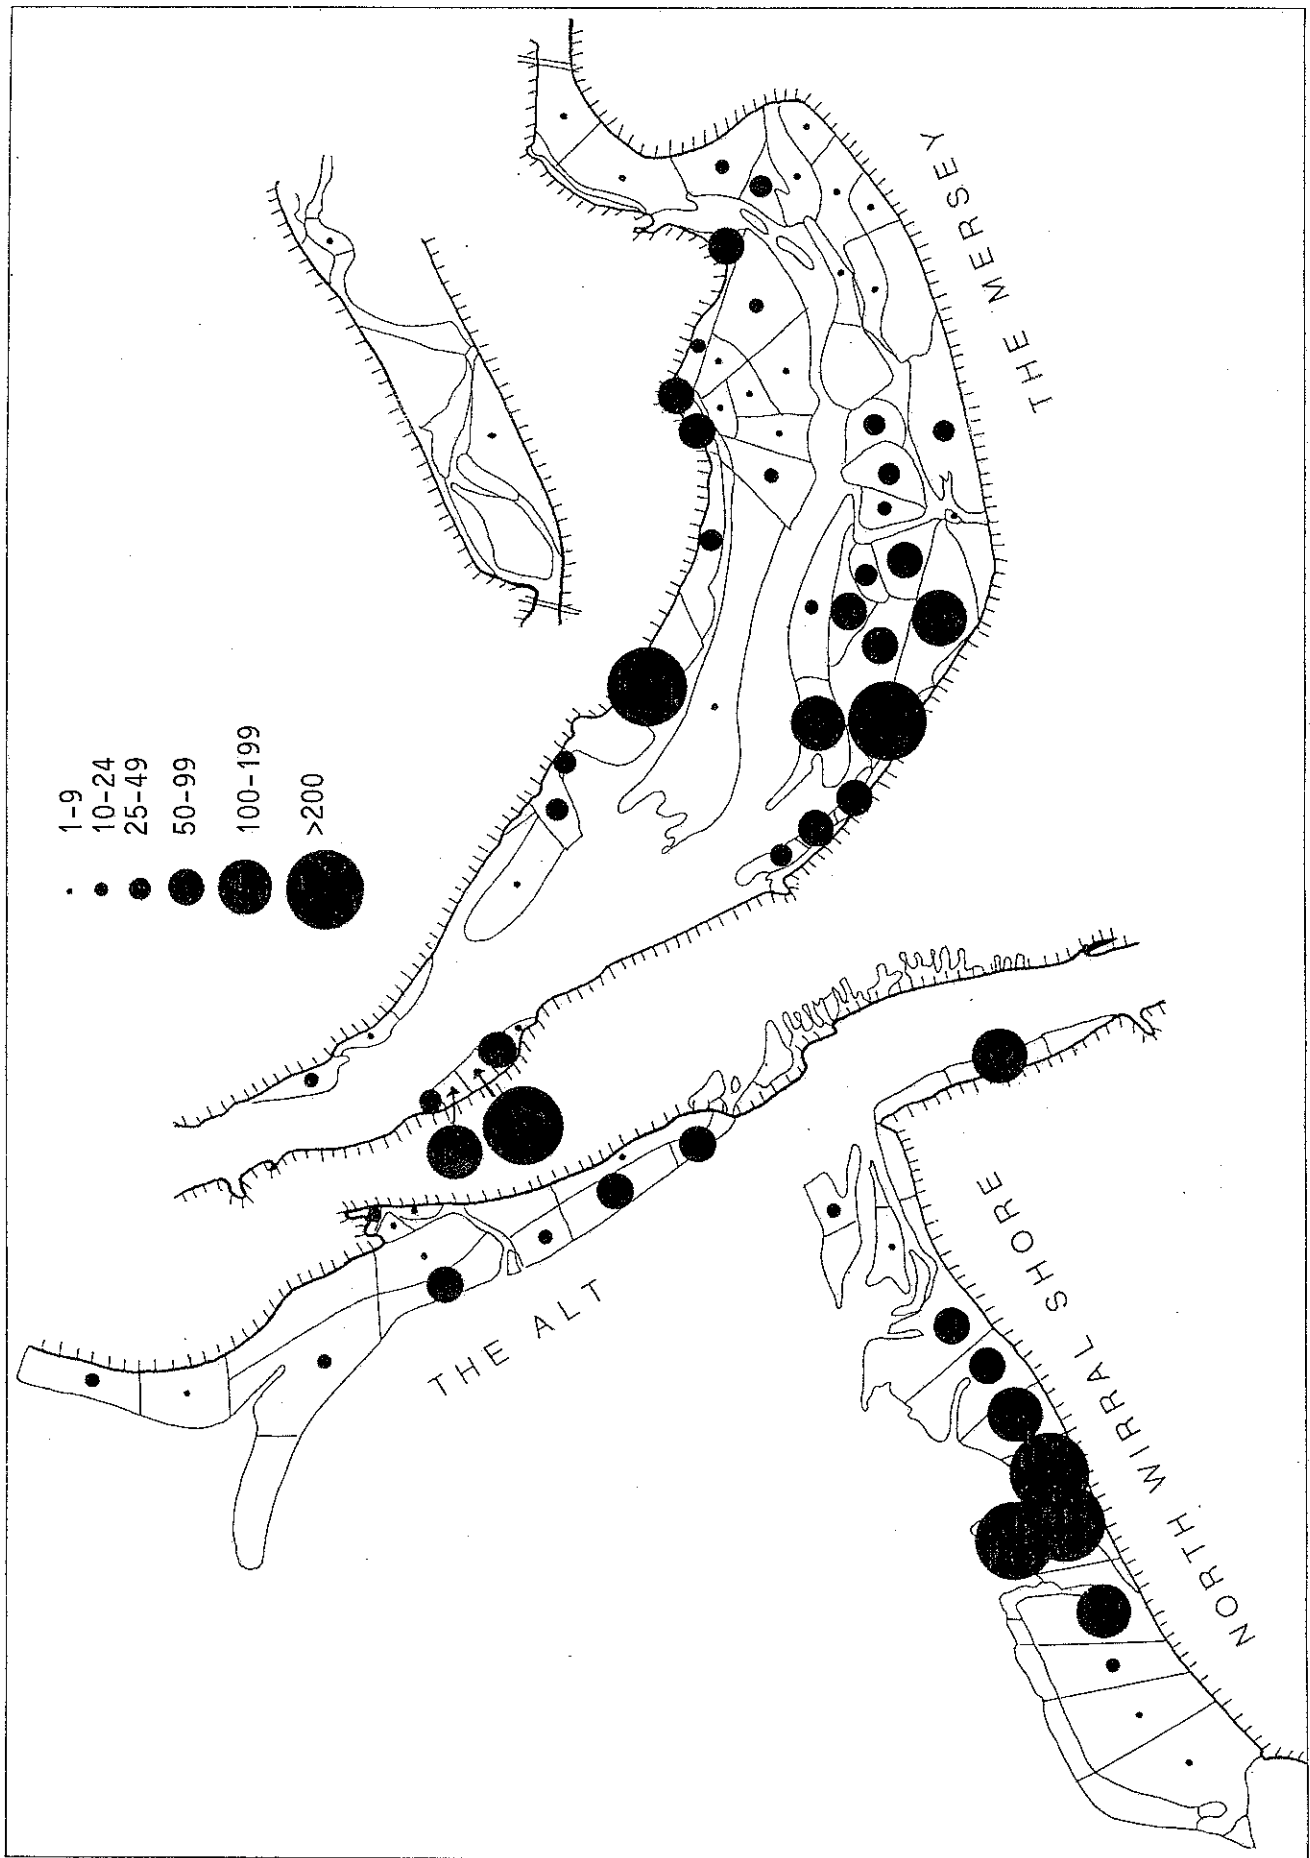 1-9
10-24
25-49
50-99
100-199
>200
THE MERSEY
THE ALT
NORTH WIRRAL SHORE